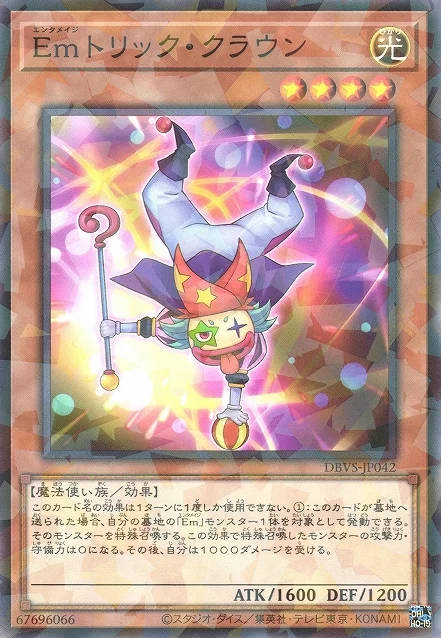 エンタメイジ
Emトリック・クラウン
ひかり
光
DBVS-JP042
【魔法使い族/効果】
このカード名の効果は1ターンに1度しか使用できない。①:このカードが墓地へ
送られた場合、自分の墓地の「Em」モンスター1体を対象として発動できる。
そのモンスターを特殊召喚する。この効果で特殊召喚したモンスターの攻撃力・
守備力は0になる。その後、自分は1000ダメージを受ける。
ATK/1600 DEF/1200
67696066
©スタジオ・ダイス/集英社・テレビ東京・KONAMI